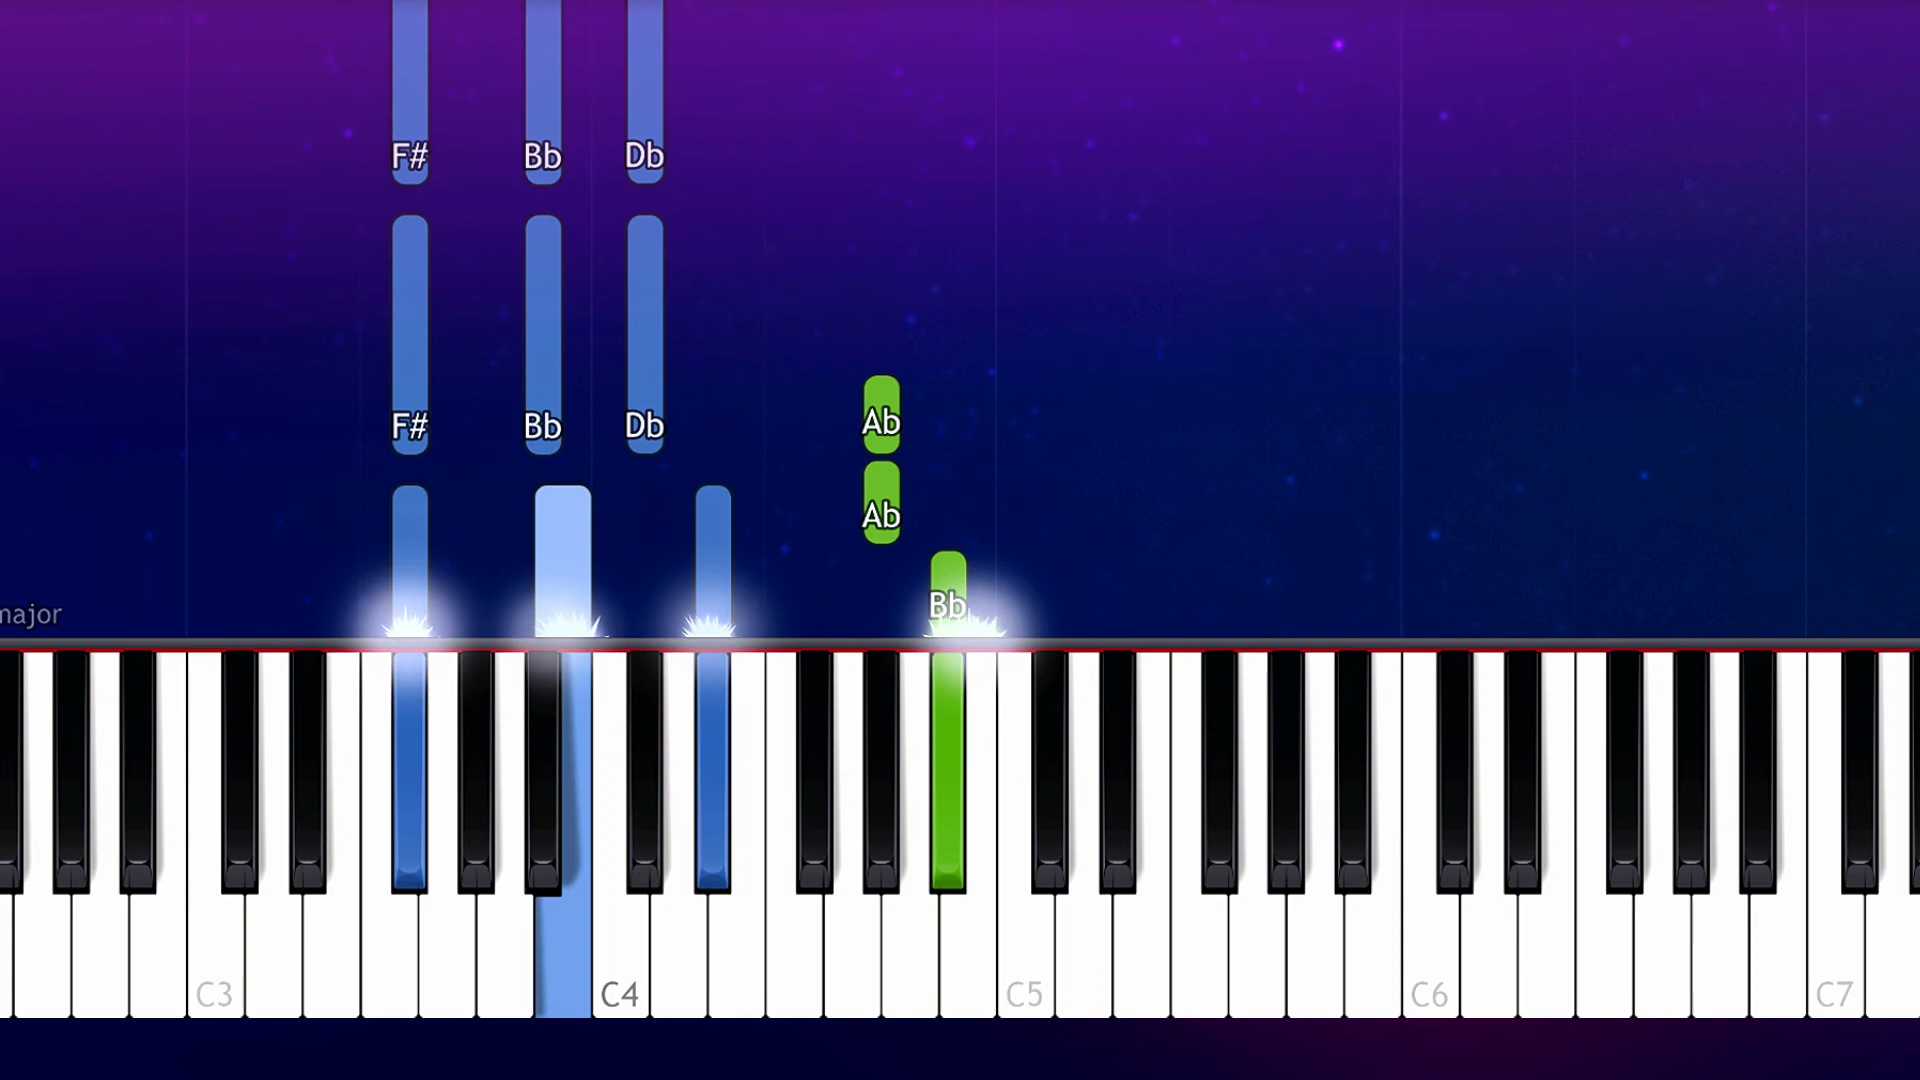 F# Bb Db
F# Bb Db Ab
Ab
Bb
major
C3 C4 C5 C6 C7